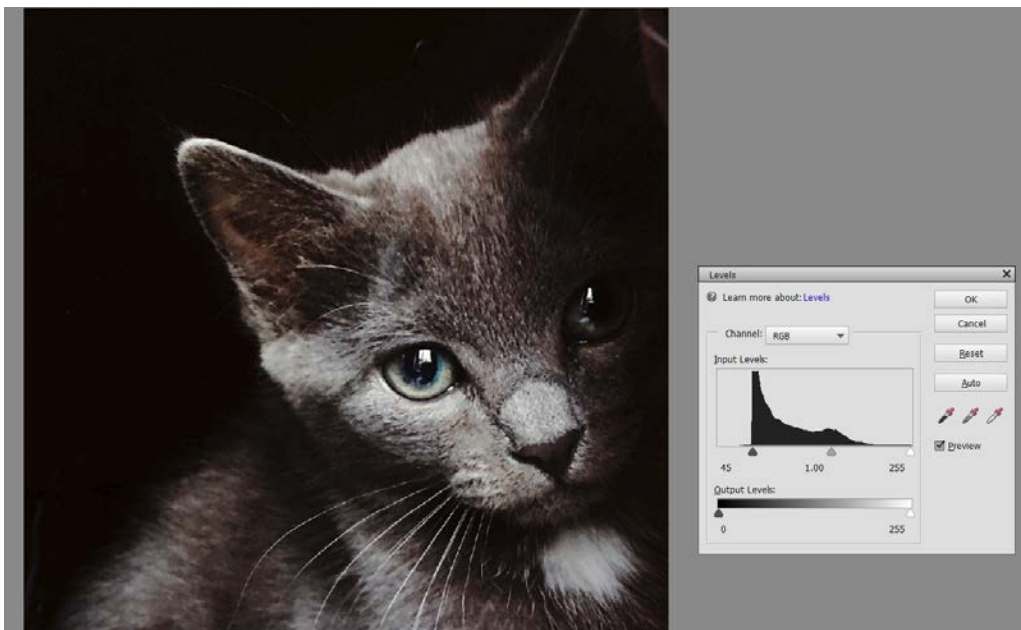 Levels
Learn more about: Levels
Channel: RGB
Input Levels:
45 1.00 255
Output Levels:
0 255
OK
Cancel
Reset
Auto
Preview